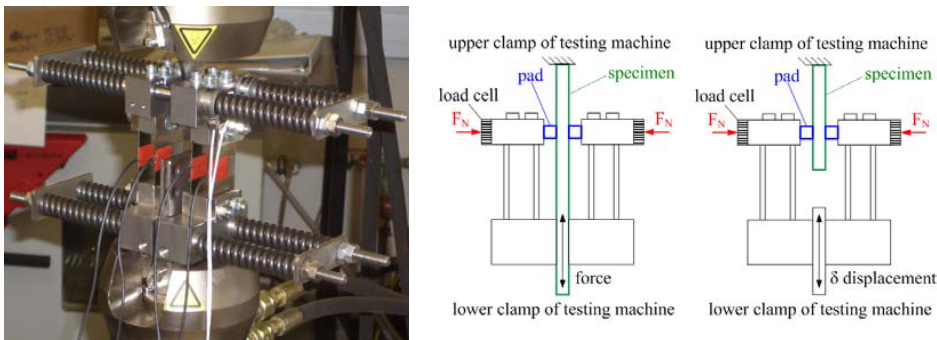 upper clamp of testing machine
pad
specimen
load cell
F_N
F_N
force
lower clamp of testing machine
upper clamp of testing machine
pad
specimen
load cell
F_N
F_N
δ displacement
lower clamp of testing machine